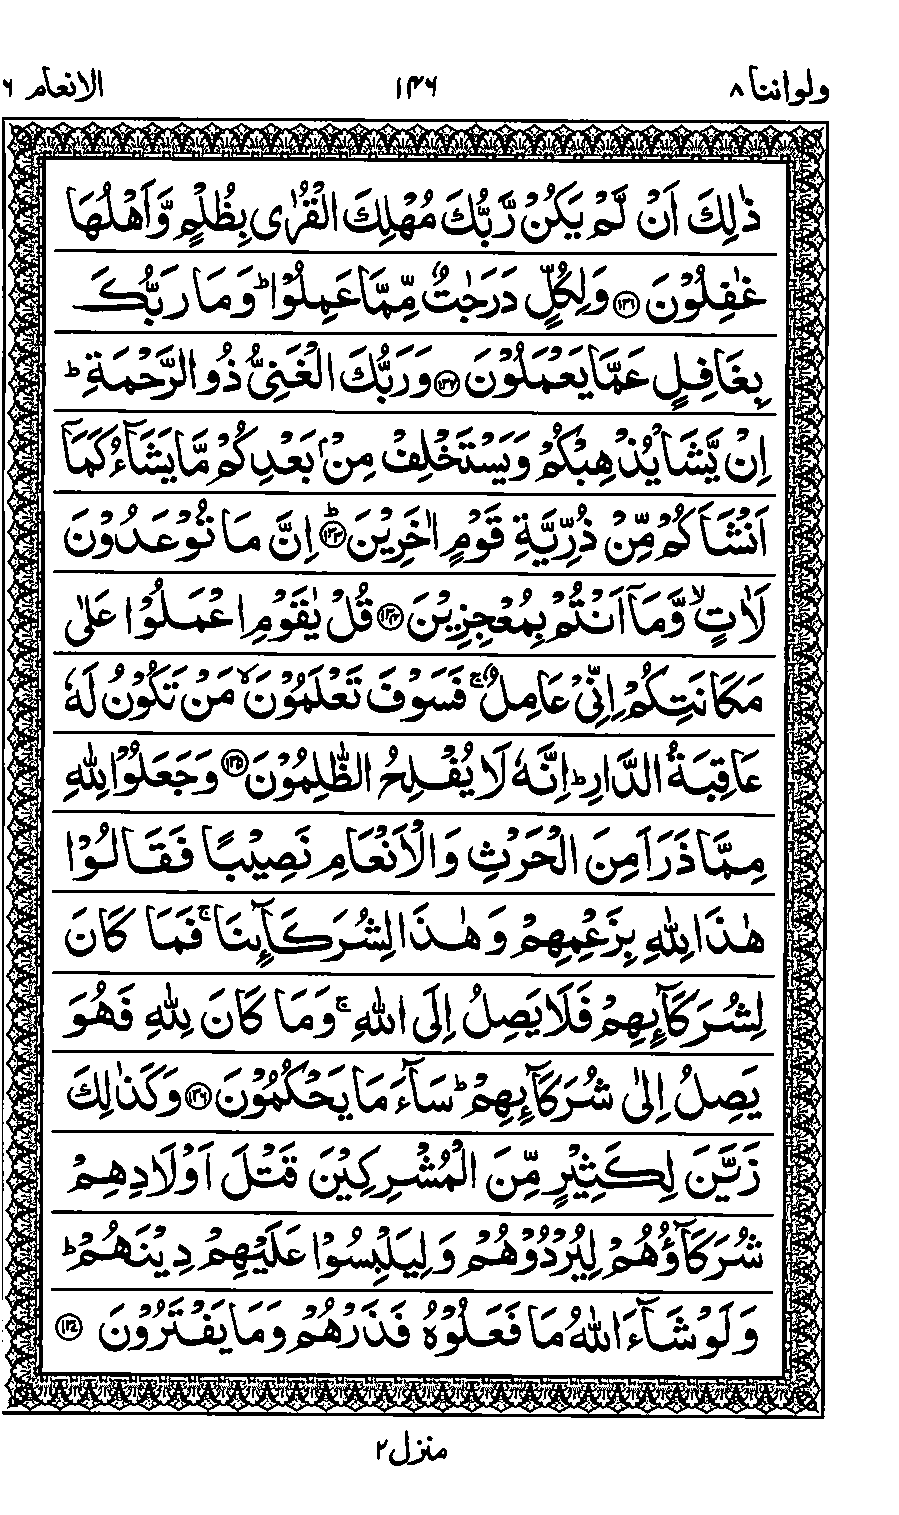 ولواننا ٨ ١٤٦ الانعام ٦
ذٰلِكَ اَنْ لَّمْ يَكُنْ رَّبُّكَ مُهْلِكَ الْقُرٰى بِظُلْمٍ وَّاَهْلُهَا
غٰفِلُوْنَ ﴿١٣١﴾ وَلِكُلٍّ دَرَجٰتٌ مِّمَّا عَمِلُوْا ؕ وَمَا رَبُّكَ
بِغَافِلٍ عَمَّا يَعْمَلُوْنَ ﴿١٣٢﴾ وَرَبُّكَ الْغَنِىُّ ذُو الرَّحْمَةِ ؕ
اِنْ يَّشَاْ يُذْهِبْكُمْ وَيَسْتَخْلِفْ مِنْۢ بَعْدِكُمْ مَّا يَشَآءُ كَمَاۤ
اَنْشَاَكُمْ مِّنْ ذُرِّيَّةِ قَوْمٍ اٰخَرِيْنَ ﴿١٣٣﴾ ؕ اِنَّ مَا تُوْعَدُوْنَ
لَاٰتٍ ۙ وَّمَاۤ اَنْتُمْ بِمُعْجِزِيْنَ ﴿١٣٤﴾ قُلْ يٰقَوْمِ اعْمَلُوْا عَلٰى
مَكَانَتِكُمْ اِنِّىْ عَامِلٌ ۚ فَسَوْفَ تَعْلَمُوْنَ ۙ مَنْ تَكُوْنُ لَهٗ
عَاقِبَةُ الدَّارِ ؕ اِنَّهٗ لَا يُفْلِحُ الظّٰلِمُوْنَ ﴿١٣٥﴾ وَجَعَلُوْا لِلّٰهِ
مِمَّا ذَرَاَ مِنَ الْحَرْثِ وَالْاَنْعَامِ نَصِيْبًا فَقَالُوْا
هٰذَا لِلّٰهِ بِزَعْمِهِمْ وَهٰذَا لِشُرَكَآئِنَا ۚ فَمَا كَانَ
لِشُرَكَآئِهِمْ فَلَا يَصِلُ اِلَى اللّٰهِ ۚ وَمَا كَانَ لِلّٰهِ فَهُوَ
يَصِلُ اِلٰى شُرَكَآئِهِمْ ؕ سَآءَ مَا يَحْكُمُوْنَ ﴿١٣٦﴾ وَكَذٰلِكَ
زَيَّنَ لِكَثِيْرٍ مِّنَ الْمُشْرِكِيْنَ قَتْلَ اَوْلَادِهِمْ
شُرَكَآؤُهُمْ لِيُرْدُوْهُمْ وَلِيَلْبِسُوْا عَلَيْهِمْ دِيْنَهُمْ ؕ
وَلَوْ شَآءَ اللّٰهُ مَا فَعَلُوْهُ فَذَرْهُمْ وَمَا يَفْتَرُوْنَ ﴿١٣٧﴾
منزل ٢